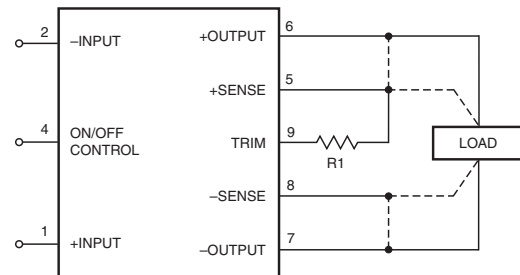 2
–INPUT
+OUTPUT
6
+SENSE
5
4
ON/OFF
CONTROL
TRIM
9
R1
LOAD
–SENSE
8
1
+INPUT
–OUTPUT
7